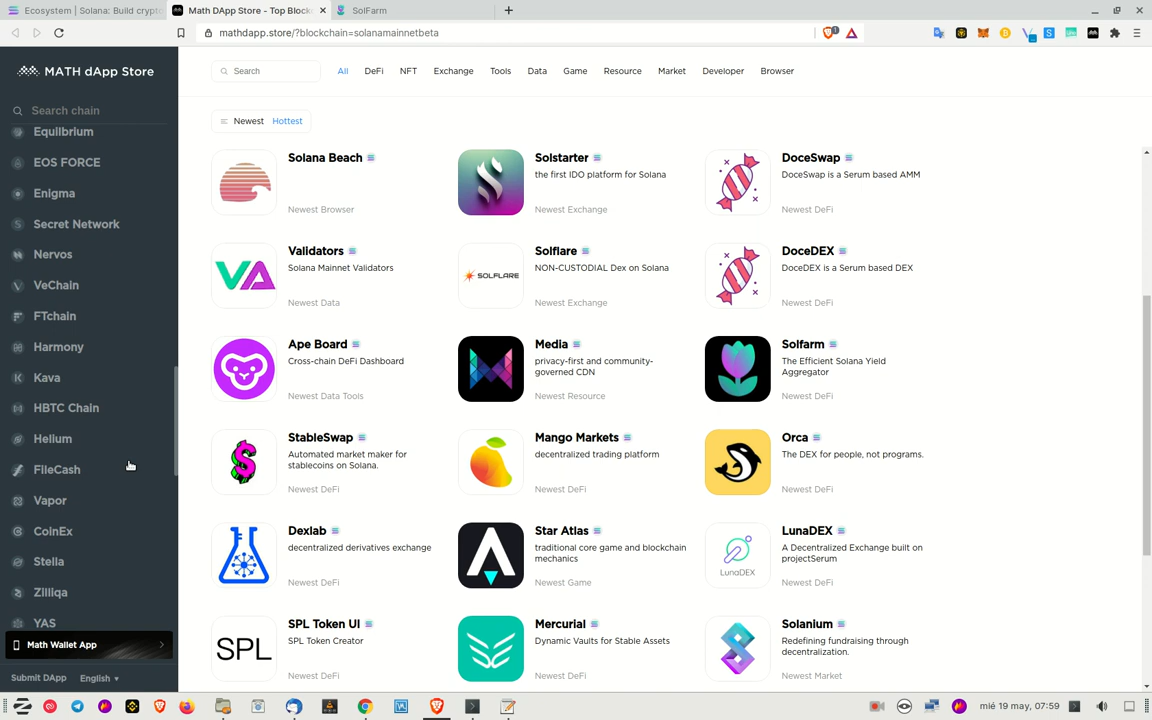 Ecosystem | Solana: Build crypto
Math DApp Store - Top Block
SolFarm
mathdapp.store/?blockchain=solanamainnetbeta
MATH dApp Store
Search chain
Equilibrium
EOS FORCE
Enigma
Secret Network
Nervos
VeChain
FTchain
Harmony
Kava
HBTC Chain
Helium
FileCash
Vapor
CoinEx
Stella
Zilliqa
YAS
Math Wallet App
Submit DApp English
Search
All DeFi NFT Exchange Tools Data Game Resource Market Developer Browser
Newest Hottest
Solana Beach
Newest Browser
Solstarter
the first IDO platform for Solana
Newest Exchange
DoceSwap
DoceSwap is a Serum based AMM
Newest DeFi
Validators
Solana Mainnet Validators
Newest Data
SOLFLARE
Solflare
NON-CUSTODIAL Dex on Solana
Newest Exchange
DoceDEX
DoceDEX is a Serum based DEX
Newest DeFi
Ape Board
Cross-chain DeFi Dashboard
Newest Data Tools
Media
privacy-first and community-
governed CDN
Newest Resource
Solfarm
The Efficient Solana Yield
Aggregator
Newest DeFi
StableSwap
Automated market maker for
stablecoins on Solana.
Newest DeFi
Mango Markets
decentralized trading platform
Newest DeFi
Orca
The DEX for people, not programs.
Newest DeFi
Dexlab
decentralized derivatives exchange
Newest DeFi
Star Atlas
traditional core game and blockchain
mechanics
Newest Game
LunaDEX
LunaDEX
A Decentralized Exchange built on
projectSerum
Newest DeFi
SPL
SPL Token UI
SPL Token Creator
Newest DeFi
Mercurial
Dynamic Vaults for Stable Assets
Newest DeFi
Solanium
Redefining fundraising through
decentralization.
Newest Market
mié 19 may, 07:59